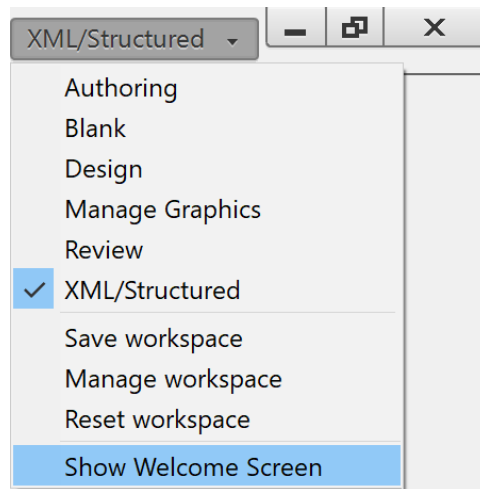 XML/Structured
Authoring
Blank
Design
Manage Graphics
Review
XML/Structured
Save workspace
Manage workspace
Reset workspace
Show Welcome Screen